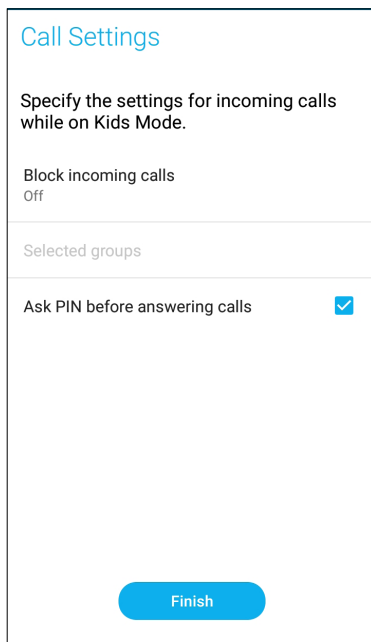 Call Settings
Specify the settings for incoming calls
while on Kids Mode.
Block incoming calls
Off
Selected groups
Ask PIN before answering calls
Finish